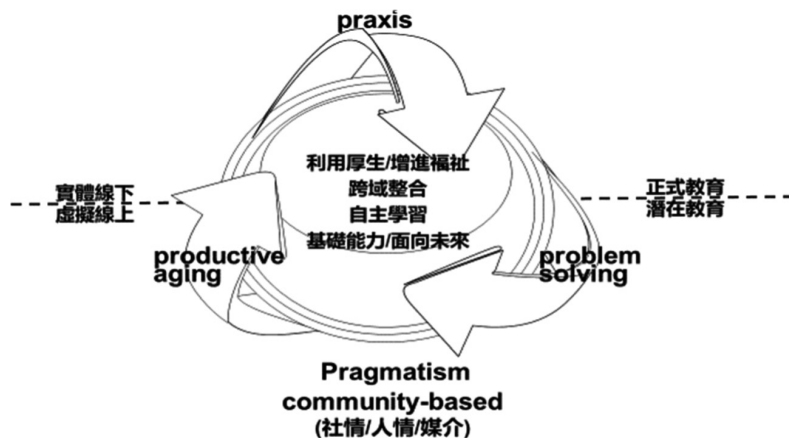 praxis
利用厚生/增進福祉
跨域整合
自主學習
基礎能力/面向未來
實體線下
虛擬線上
正式教育
潛在教育
productive
aging
problem
solving
Pragmatism
community-based
(社情/人情/媒介)